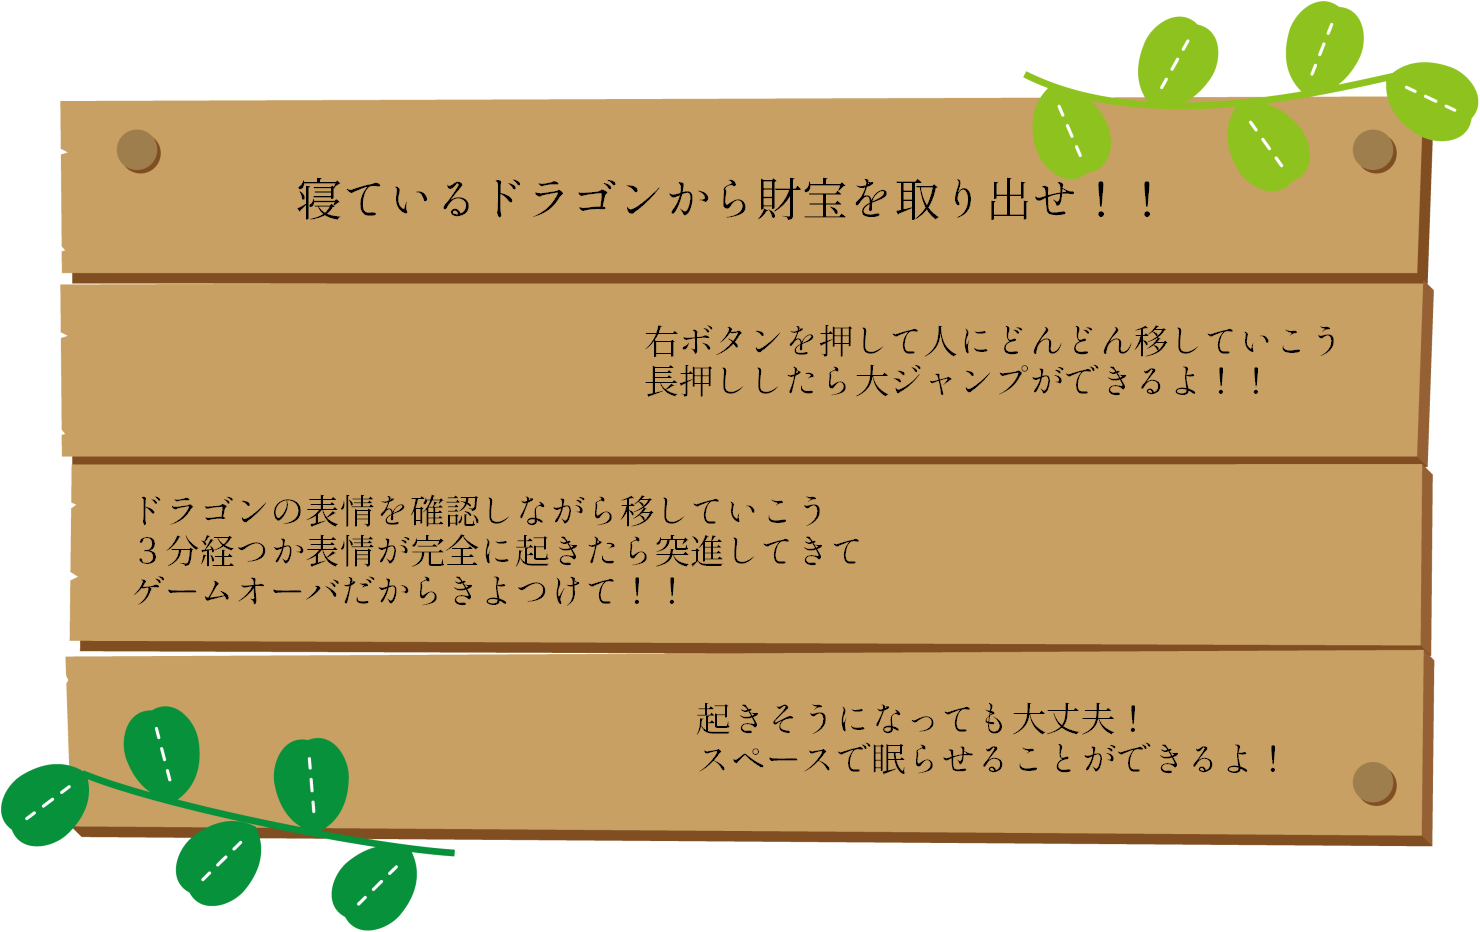 寝ているドラゴンから財宝を取り出せ！！
右ボタンを押して人にどんどん移していこう
長押ししたら大ジャンプができるよ！！
ドラゴンの表情を確認しながら移していこう
３分経つか表情が完全に起きたら突進してきて
ゲームオーバだからきよつけて！！
起きそうになっても大丈夫！
スペースで眠らせることができるよ！